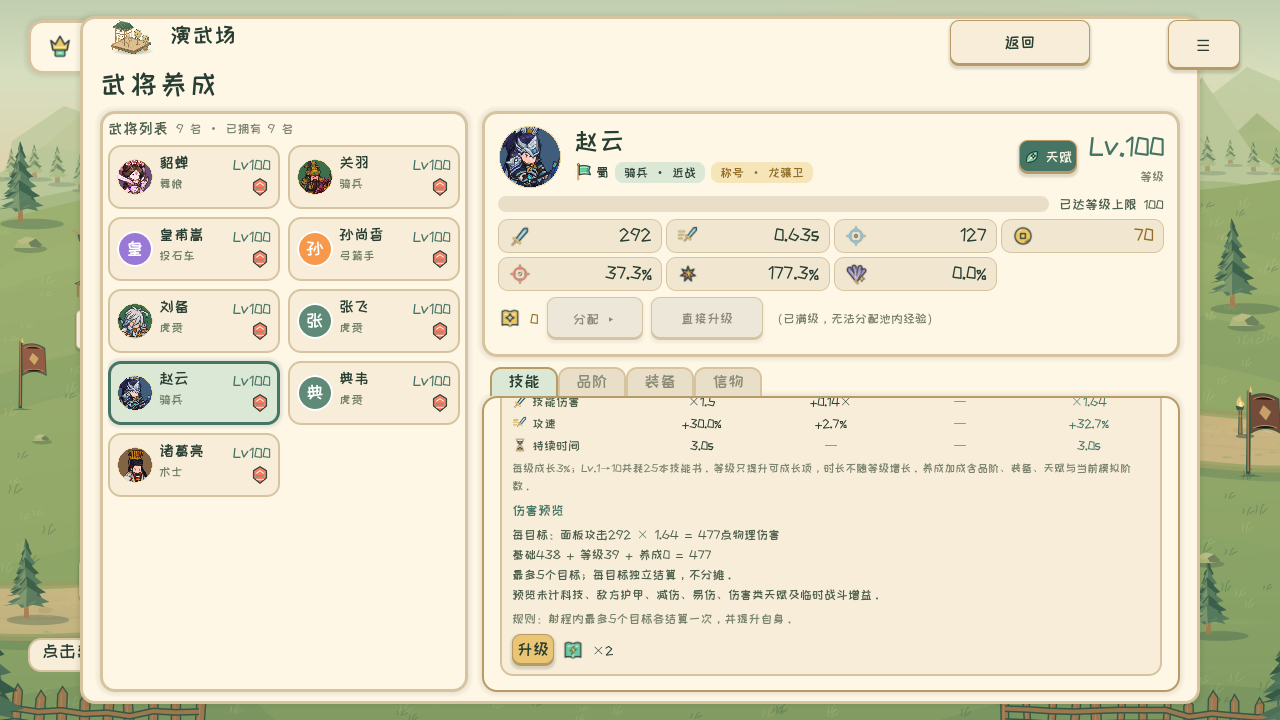 演武场
返回
☰
武将养成
武将列表 9 名 · 已拥有 9 名
貂蝉 Lv100
舞娘
关羽 Lv100
骑兵
皇 皇甫嵩 Lv100
投石车
孙 孙尚香 Lv100
弓箭手
刘备 Lv100
虎贲
张 张飞 Lv100
虎贲
赵云 Lv100
骑兵
典 典韦 Lv100
虎贲
诸葛亮 Lv100
术士
点击
赵云
蜀 骑兵 · 近战 称号 · 龙骧卫
天赋 Lv.100
等级
已达等级上限 100
292 0.63s 127 70
37.3% 177.3% 0.0%
0 分配 ▸ 直接升级 (已满级，无法分配池内经验)
技能 品阶 装备 信物
技能伤害 ×1.5 +0.14× — ×1.64
攻速 +30.0% +2.7% — +32.7%
持续时间 3.0s — — 3.0s
每级成长3%；Lv.1→10共耗25本技能书。等级只提升可成长项，时长不随等级增长。养成加成含品阶、装备、天赋与当前模拟阶
数。
伤害预览
每目标：面板攻击292 × 1.64 = 477点物理伤害
基础438 + 等级39 + 养成0 = 477
最多5个目标；每目标独立结算，不分摊。
预览未计科技、敌方护甲、减伤、易伤、伤害类天赋及临时战斗增益。
规则：射程内最多5个目标各结算一次，并提升自身。
升级 ×2